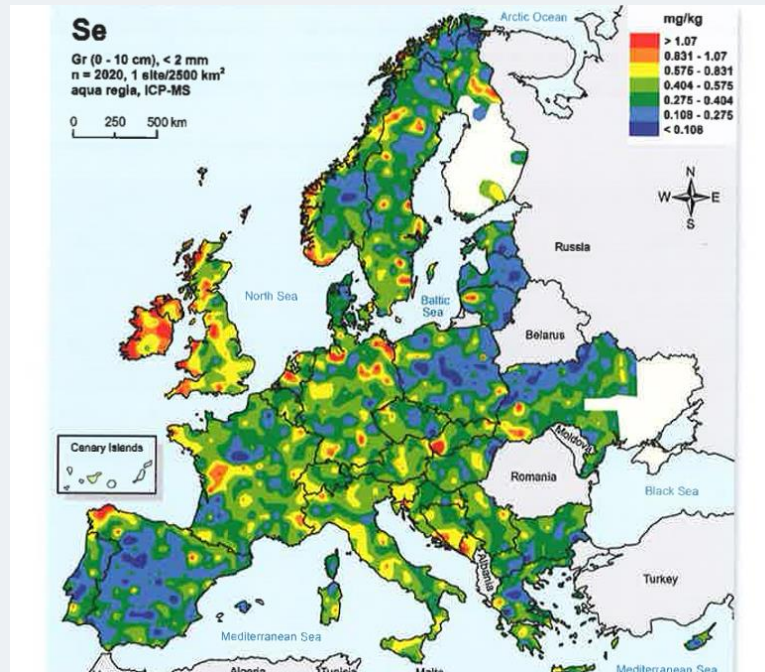 Se
Gr (0 - 10 cm), < 2 mm
n = 2020, 1 site/2500 km²
aqua regia, ICP-MS
0 250 500 km
Arctic Ocean
mg/kg
> 1.07
0.831 - 1.07
0.575 - 0.831
0.404 - 0.575
0.275 - 0.404
0.108 - 0.275
< 0.108
N
W E
S
Russia
North Sea
Baltic
Sea
Belarus
Canary Islands
Moldova
Romania
Black Sea
Albania
Turkey
Mediterranean Sea
Algeria
Tunisia
Malta
Mediterranean Sea